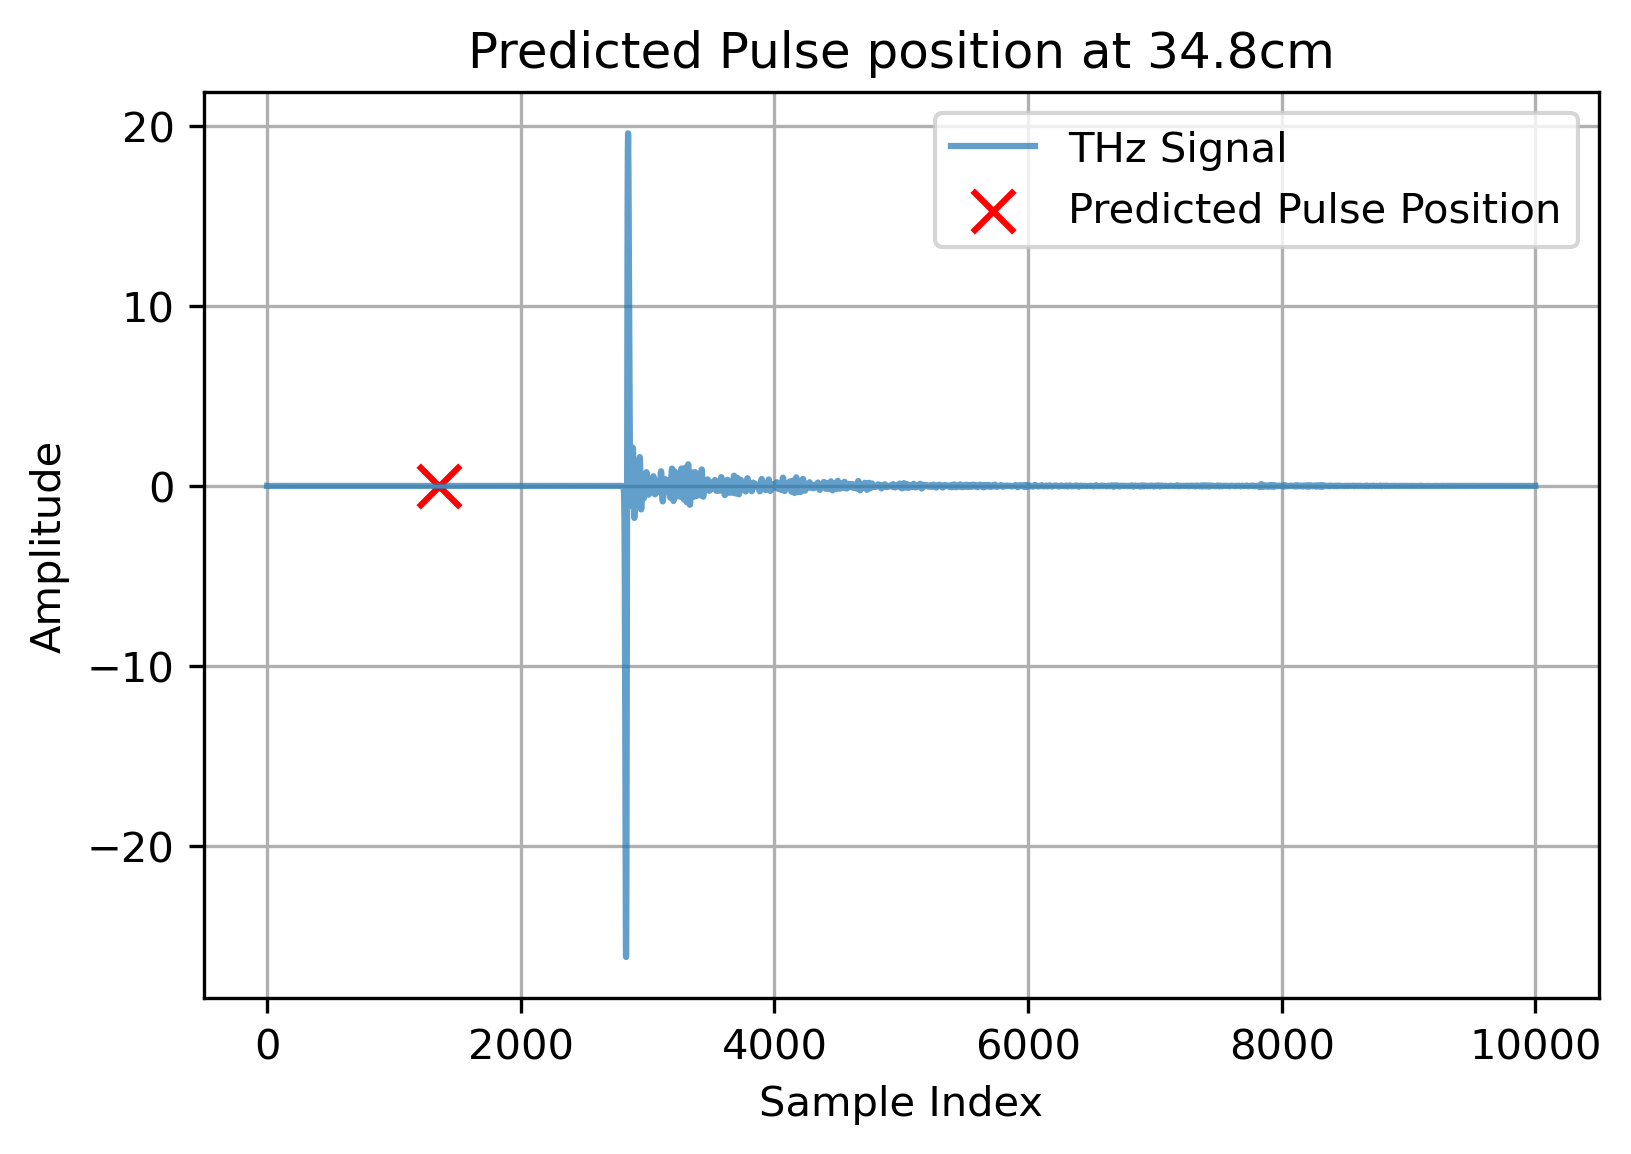 Predicted Pulse position at 34.8cm
THz Signal
Predicted Pulse Position
20
10
0
−10
−20
Amplitude
0 2000 4000 6000 8000 10000
Sample Index